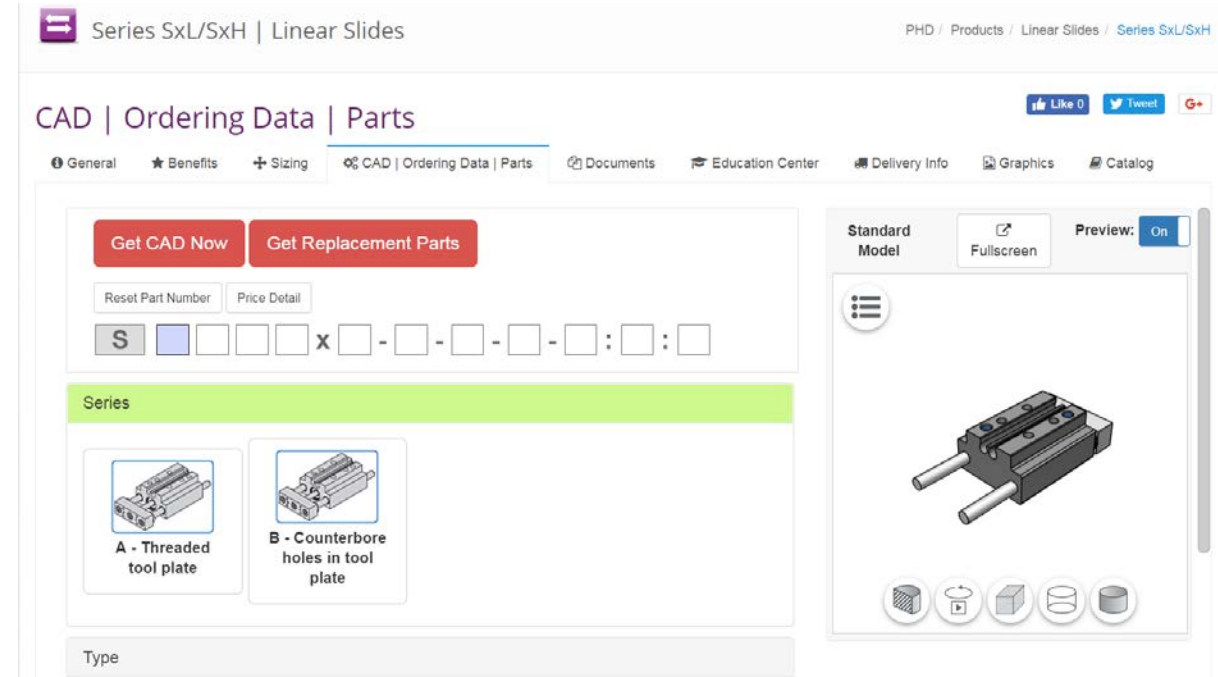 Series SxL/SxH | Linear Slides
PHD / Products / Linear Slides / Series SxL/SxH
CAD | Ordering Data | Parts
Like 0
Tweet
G+
General
Benefits
Sizing
CAD | Ordering Data | Parts
Documents
Education Center
Delivery Info
Graphics
Catalog
Get CAD Now
Get Replacement Parts
Reset Part Number
Price Detail
S x - - - - : :
Series
A - Threaded
tool plate
B - Counterbore
holes in tool
plate
Type
Standard
Model
Fullscreen
Preview: On